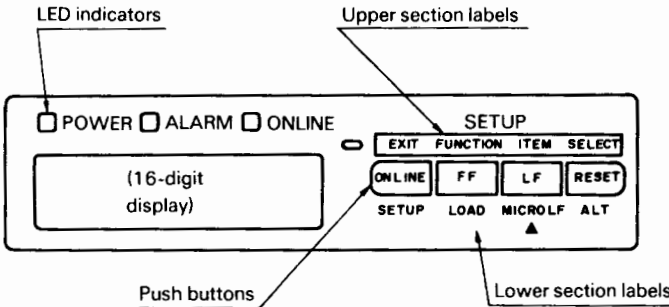 LED indicators
Upper section labels
POWER ALARM ONLINE
SETUP
EXIT FUNCTION ITEM SELECT
(16-digit
display)
ONLINE FF LF RESET
SETUP LOAD MICROLF ALT
Push buttons
Lower section labels